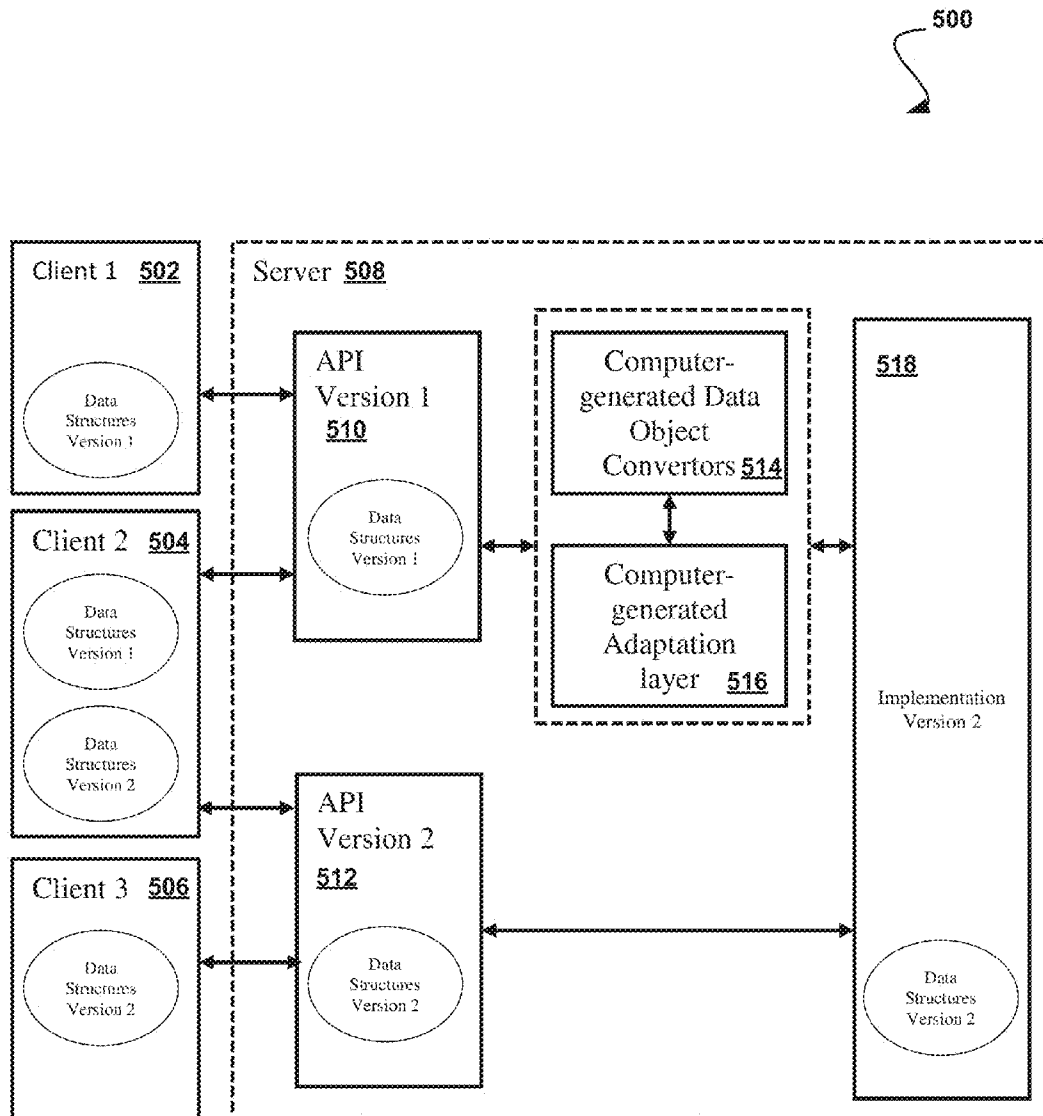 500
Client 1 502
Data
Structures
Version 1
Client 2 504
Data
Structures
Version 1
Data
Structures
Version 2
Client 3 506
Data
Structures
Version 2
Server 508
API
Version 1
510
Data
Structures
Version 1
API
Version 2
512
Data
Structures
Version 2
Computer-
generated Data
Object
Convertors 514
Computer-
generated
Adaptation
layer 516
518
Implementation
Version 2
Data
Structures
Version 2